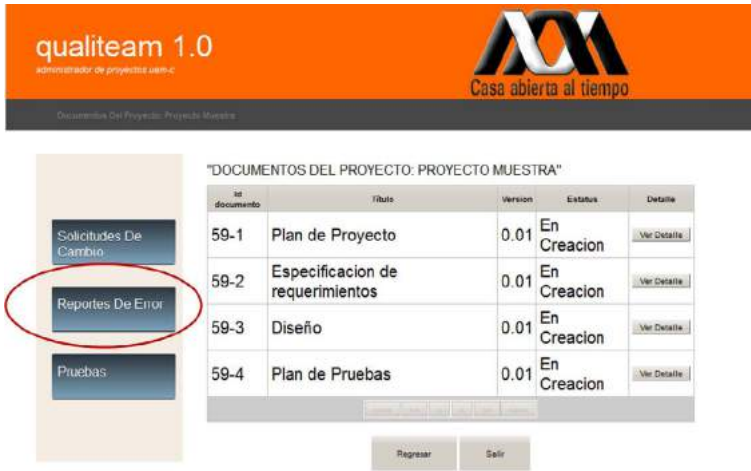 qualiteam 1.0
administrador de proyectos uam-c
Casa abierta al tiempo
Documentos Del Proyecto: Proyecto Muestra
"DOCUMENTOS DEL PROYECTO: PROYECTO MUESTRA"
Id documento Título Version Estatus Detalle
Solicitudes De Cambio
Reportes De Error
Pruebas
59-1 Plan de Proyecto 0.01 En Creacion Ver Detalle
59-2 Especificacion de requerimientos 0.01 En Creacion Ver Detalle
59-3 Diseño 0.01 En Creacion Ver Detalle
59-4 Plan de Pruebas 0.01 En Creacion Ver Detalle
Regresar Salir